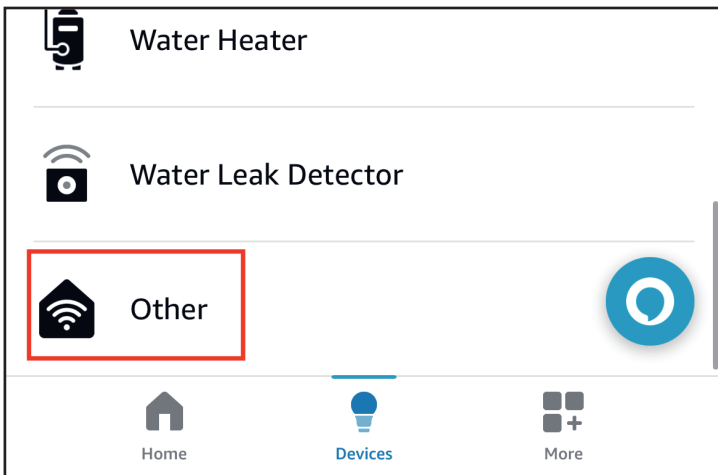 Water Heater
Water Leak Detector
Other
Home
Devices
More